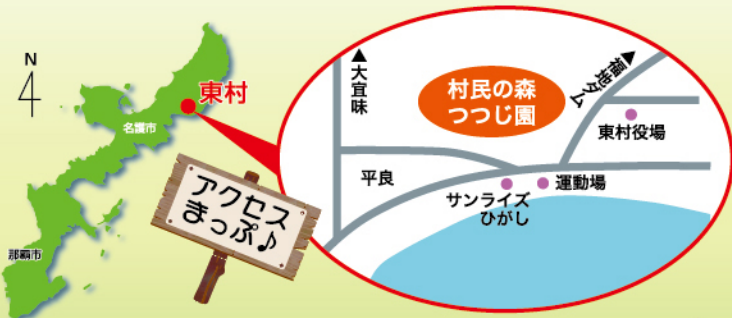 N
東村
名護市
那覇市
アクセス
まっぷ♪
▲大宜味
村民の森
つつじ園
▲福地ダム
東村役場
平良
サンライズ
ひがし
運動場